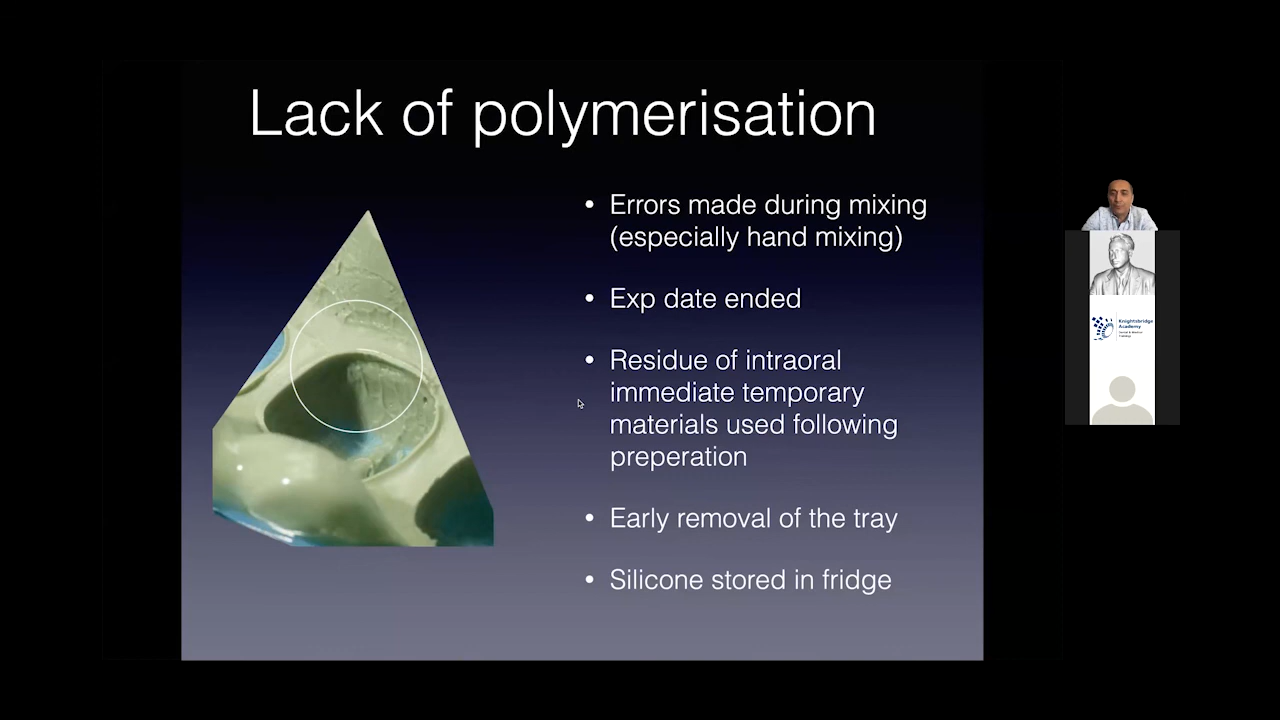 Lack of polymerisation
• Errors made during mixing
(especially hand mixing)
• Exp date ended
• Residue of intraoral
immediate temporary
materials used following
preperation
• Early removal of the tray
• Silicone stored in fridge
Knightsbridge
Academy